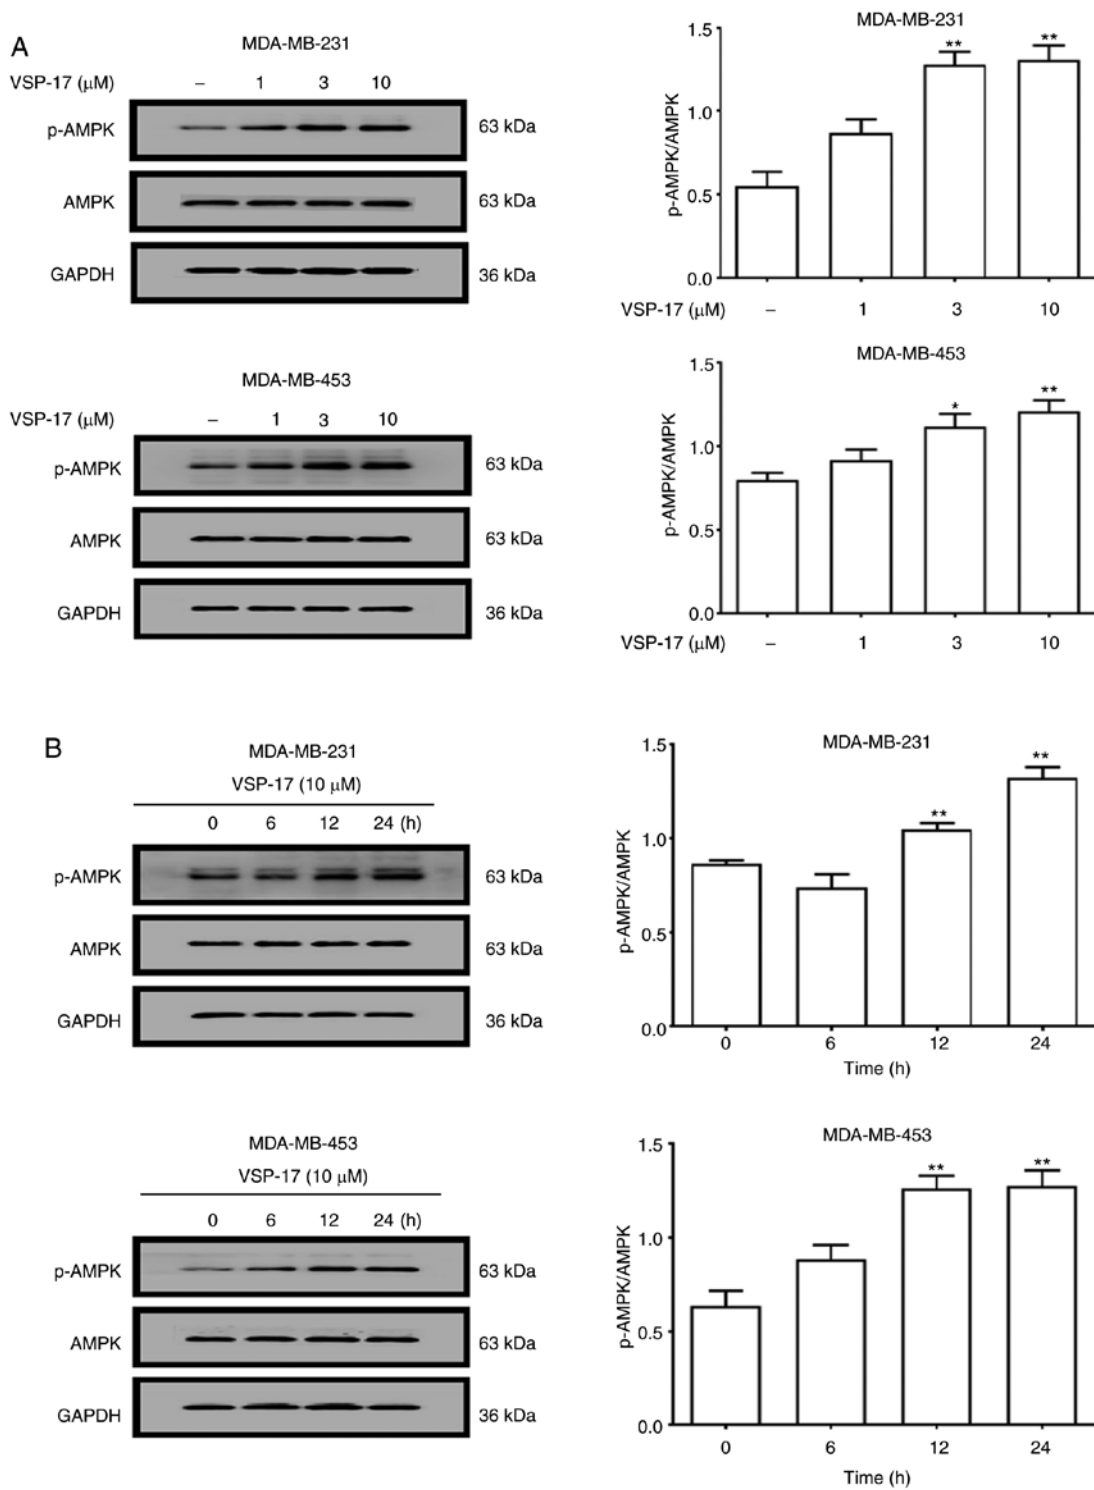 A
MDA-MB-231
VSP-17 (μM) – 1 3 10
p-AMPK 63 kDa
AMPK 63 kDa
GAPDH 36 kDa
MDA-MB-231
1.5
1.0
0.5
0.0
p-AMPK/AMPK
** **
VSP-17 (μM) – 1 3 10
MDA-MB-453
VSP-17 (μM) – 1 3 10
p-AMPK 63 kDa
AMPK 63 kDa
GAPDH 36 kDa
MDA-MB-453
1.5
1.0
0.5
0.0
p-AMPK/AMPK
* **
VSP-17 (μM) – 1 3 10
B
MDA-MB-231
VSP-17 (10 μM)
0 6 12 24 (h)
p-AMPK 63 kDa
AMPK 63 kDa
GAPDH 36 kDa
MDA-MB-231
1.5
1.0
0.5
0.0
p-AMPK/AMPK
** **
0 6 12 24
Time (h)
MDA-MB-453
VSP-17 (10 μM)
0 6 12 24 (h)
p-AMPK 63 kDa
AMPK 63 kDa
GAPDH 36 kDa
MDA-MB-453
1.5
1.0
0.5
0.0
p-AMPK/AMPK
** **
0 6 12 24
Time (h)